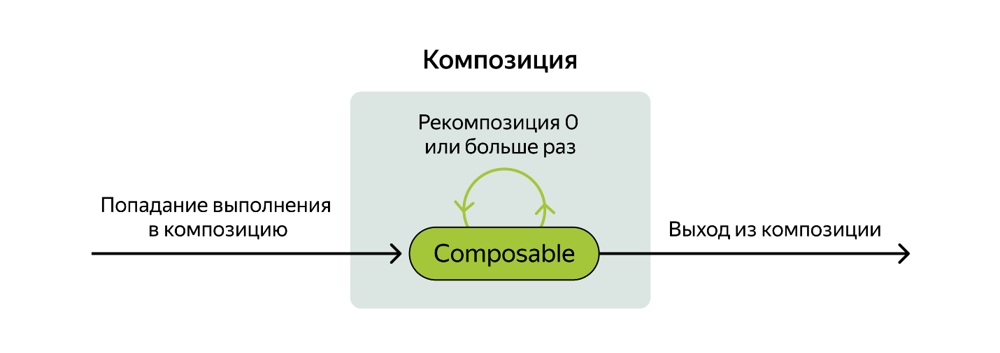 Композиция
Рекомпозиция 0
или больше раз
Попадание выполнения
в композицию
Composable
Выход из композиции